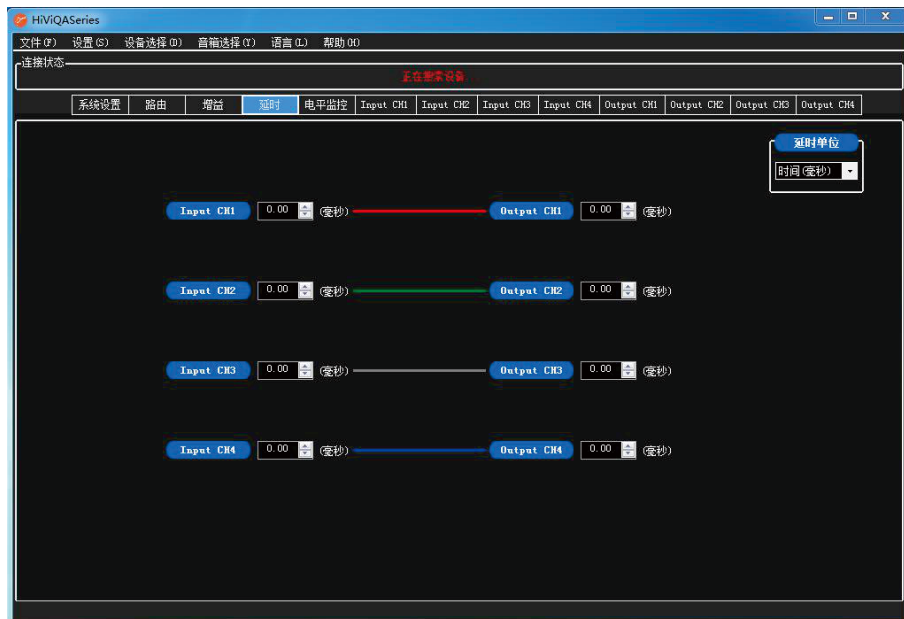 HiViQASeries
文件(F) 设置(S) 设备选择(D) 音箱选择(Y) 语言(L) 帮助(H)
连接状态
正在搜索设备
系统设置 路由 增益 延时 电平监控 Input CH1 Input CH2 Input CH3 Input CH4 Output CH1 Output CH2 Output CH3 Output CH4
延时单位
时间(毫秒)
Input CH1 0.00 (毫秒) Output CH1 0.00 (毫秒)
Input CH2 0.00 (毫秒) Output CH2 0.00 (毫秒)
Input CH3 0.00 (毫秒) Output CH3 0.00 (毫秒)
Input CH4 0.00 (毫秒) Output CH4 0.00 (毫秒)